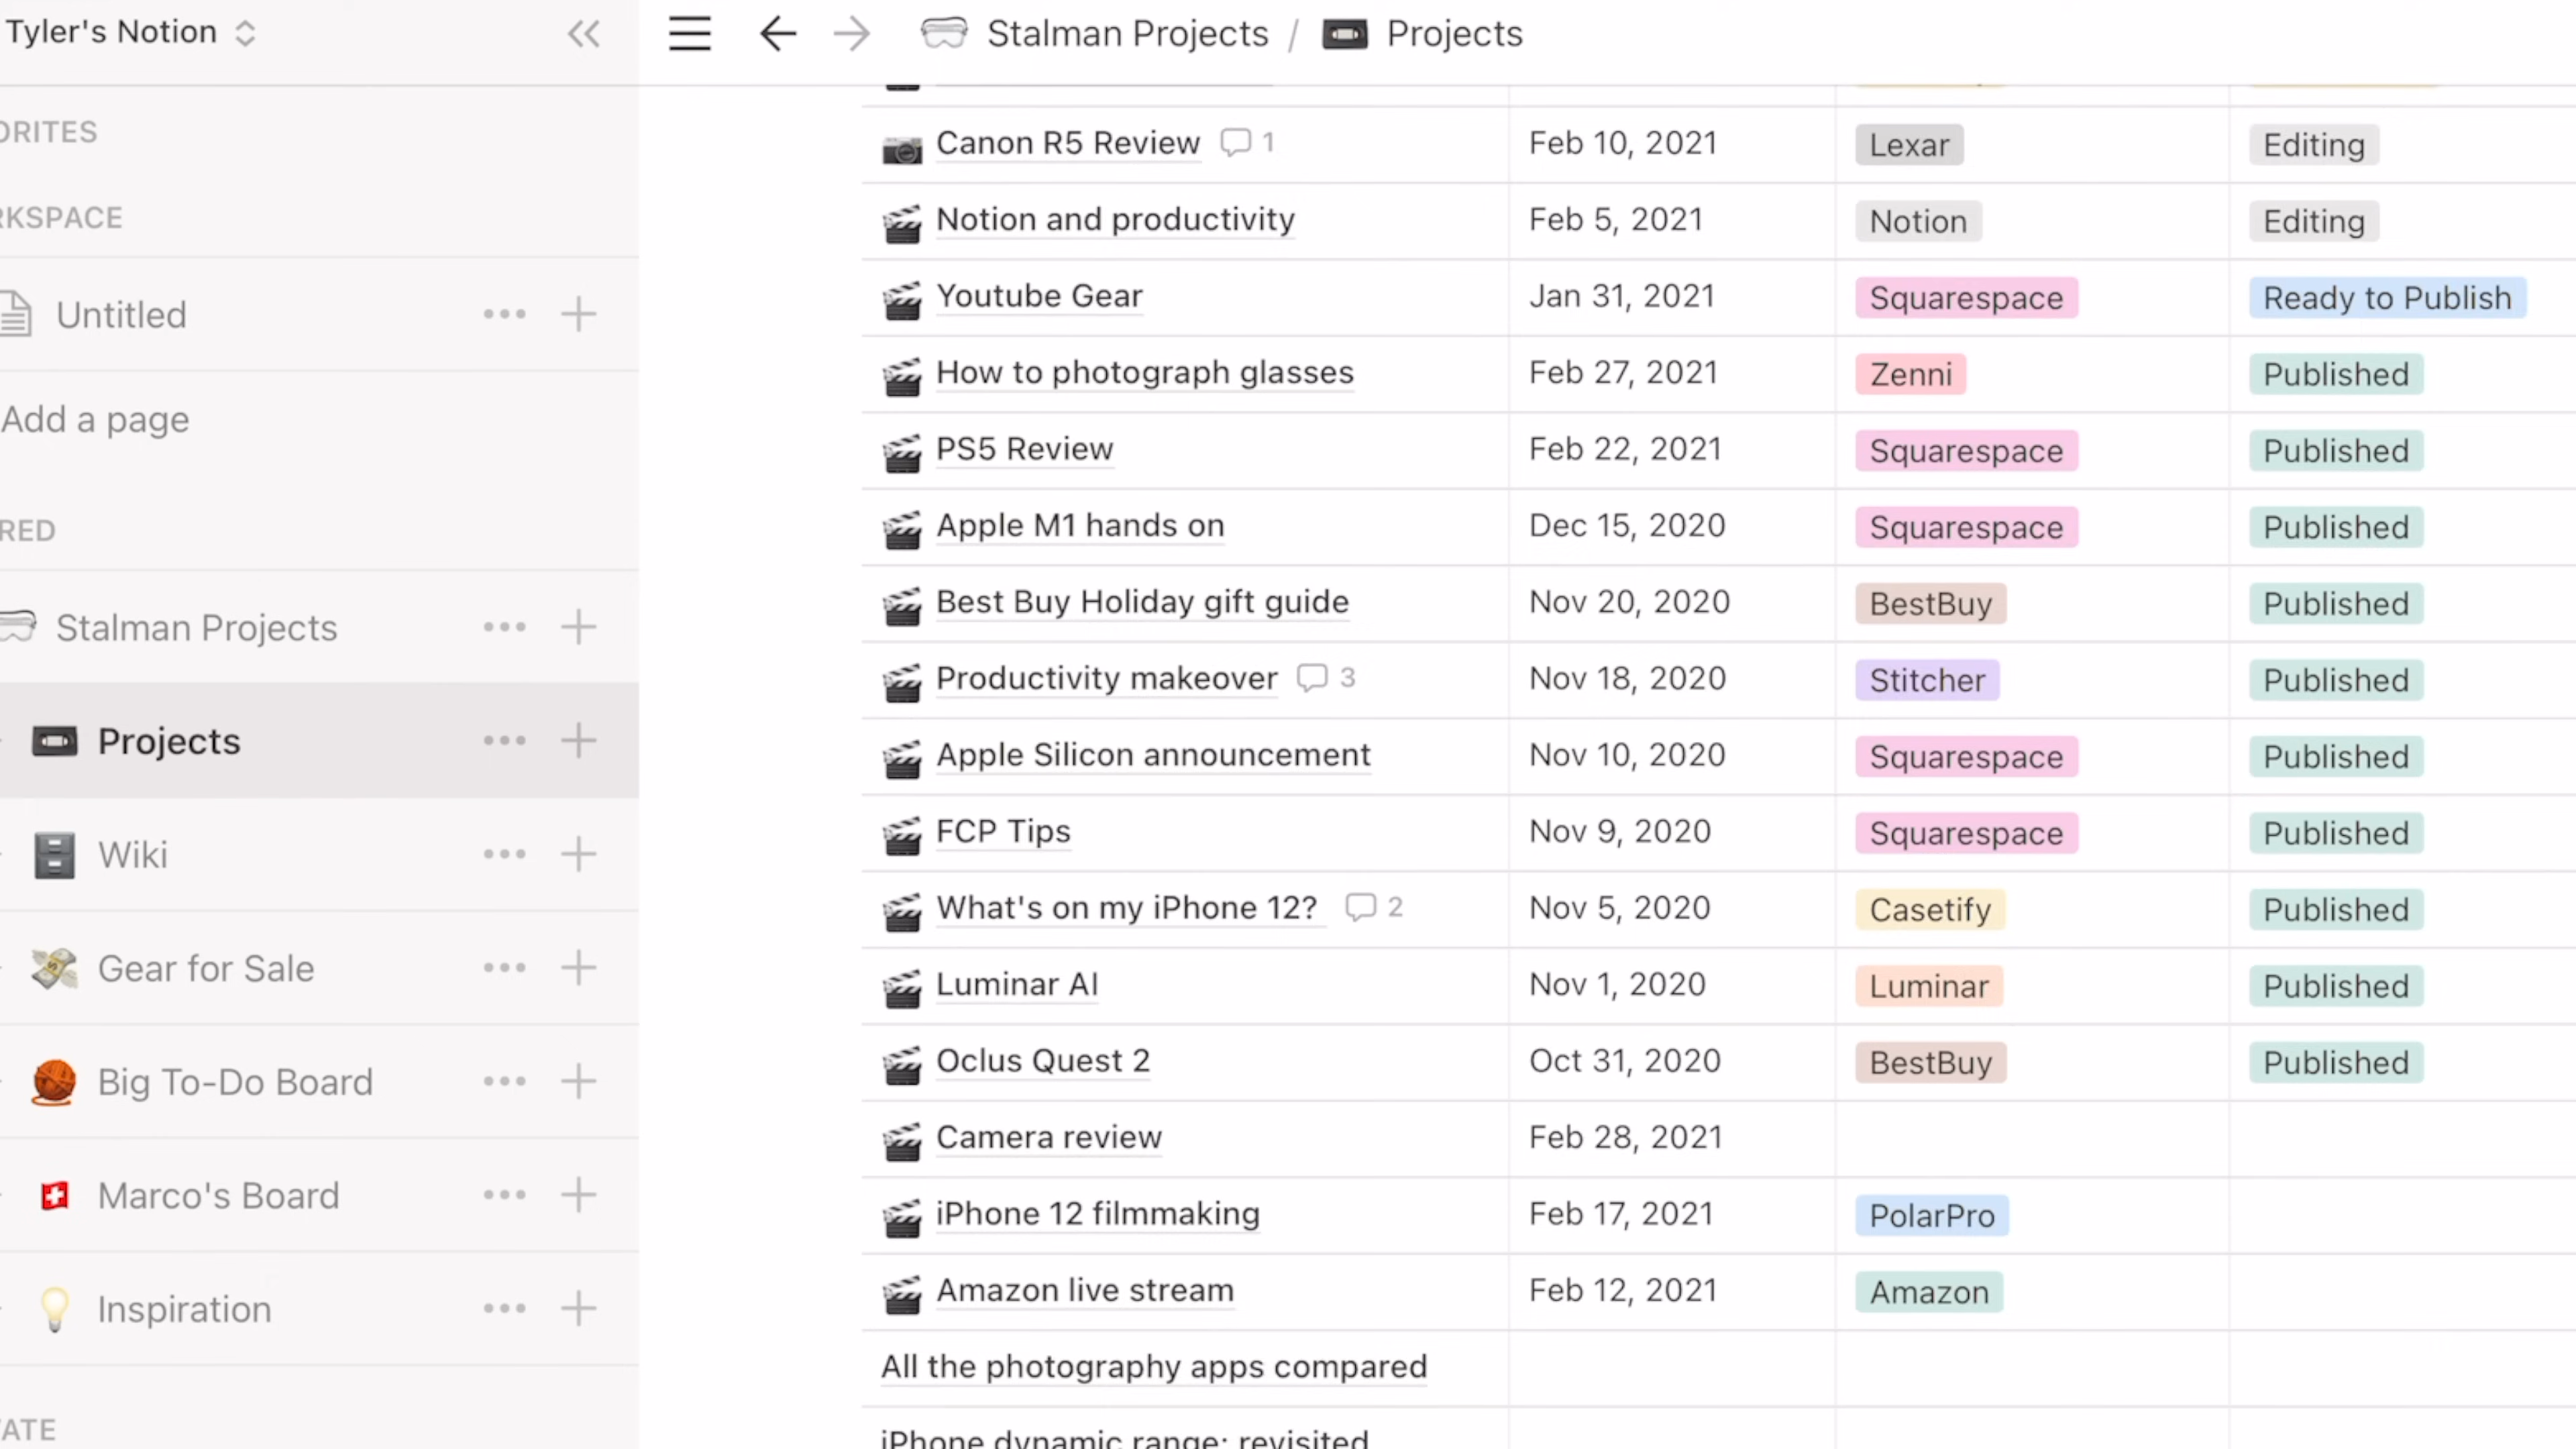 Tyler's Notion
Stalman Projects / Projects
ORITES
RKSPACE
Untitled
Add a page
RED
Stalman Projects
Projects
Wiki
Gear for Sale
Big To-Do Board
Marco's Board
Inspiration
ATE
Canon R5 Review 1 Feb 10, 2021 Lexar Editing
Notion and productivity Feb 5, 2021 Notion Editing
Youtube Gear Jan 31, 2021 Squarespace Ready to Publish
How to photograph glasses Feb 27, 2021 Zenni Published
PS5 Review Feb 22, 2021 Squarespace Published
Apple M1 hands on Dec 15, 2020 Squarespace Published
Best Buy Holiday gift guide Nov 20, 2020 BestBuy Published
Productivity makeover 3 Nov 18, 2020 Stitcher Published
Apple Silicon announcement Nov 10, 2020 Squarespace Published
FCP Tips Nov 9, 2020 Squarespace Published
What's on my iPhone 12? 2 Nov 5, 2020 Casetify Published
Luminar AI Nov 1, 2020 Luminar Published
Oclus Quest 2 Oct 31, 2020 BestBuy Published
Camera review Feb 28, 2021
iPhone 12 filmmaking Feb 17, 2021 PolarPro
Amazon live stream Feb 12, 2021 Amazon
All the photography apps compared
iPhone dynamic range: revisited